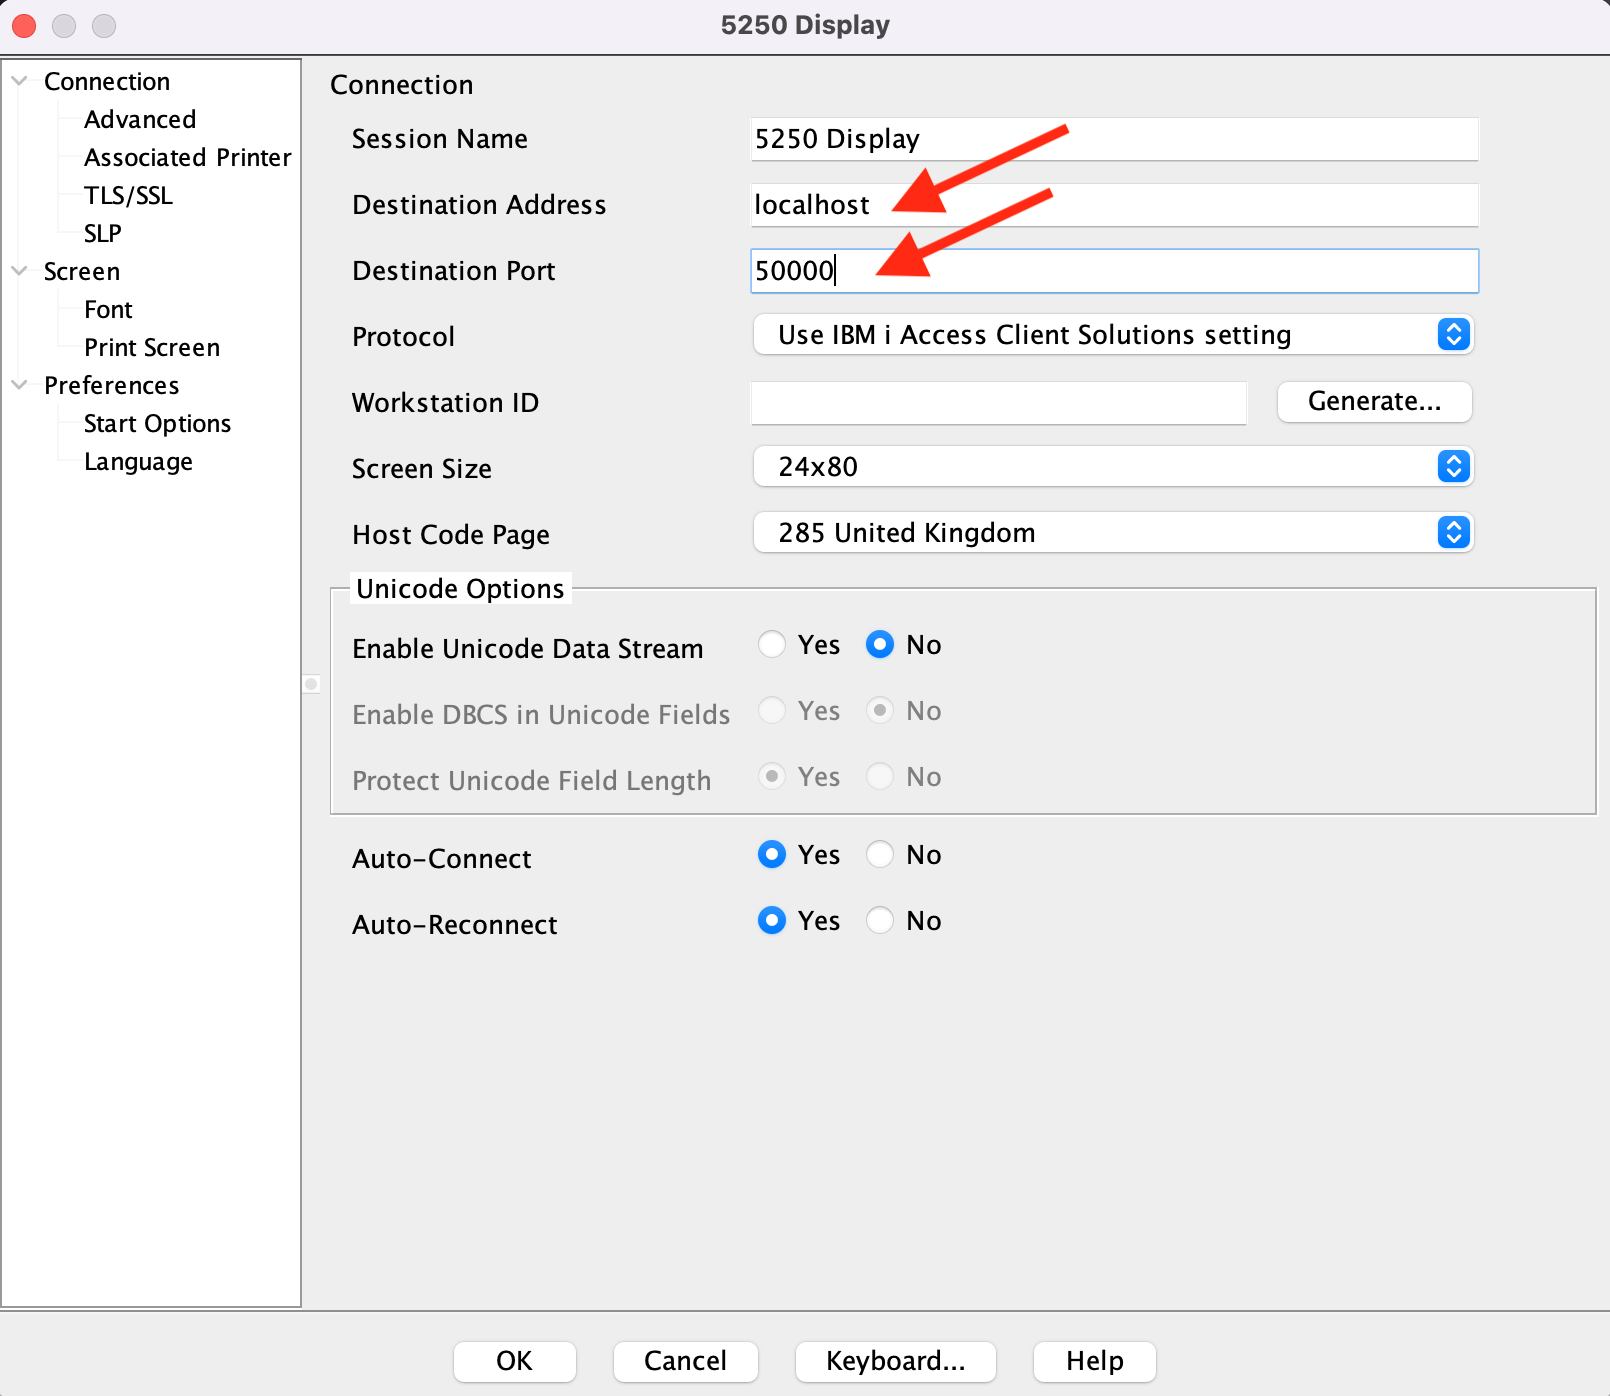 5250 Display
Connection
Advanced
Associated Printer
TLS/SSL
SLP
Screen
Font
Print Screen
Preferences
Start Options
Language
Connection
Session Name 5250 Display
Destination Address localhost
Destination Port 50000
Protocol Use IBM i Access Client Solutions setting
Workstation ID Generate...
Screen Size 24x80
Host Code Page 285 United Kingdom
Unicode Options
Enable Unicode Data Stream Yes No
Enable DBCS in Unicode Fields Yes No
Protect Unicode Field Length Yes No
Auto-Connect Yes No
Auto-Reconnect Yes No
OK Cancel Keyboard... Help